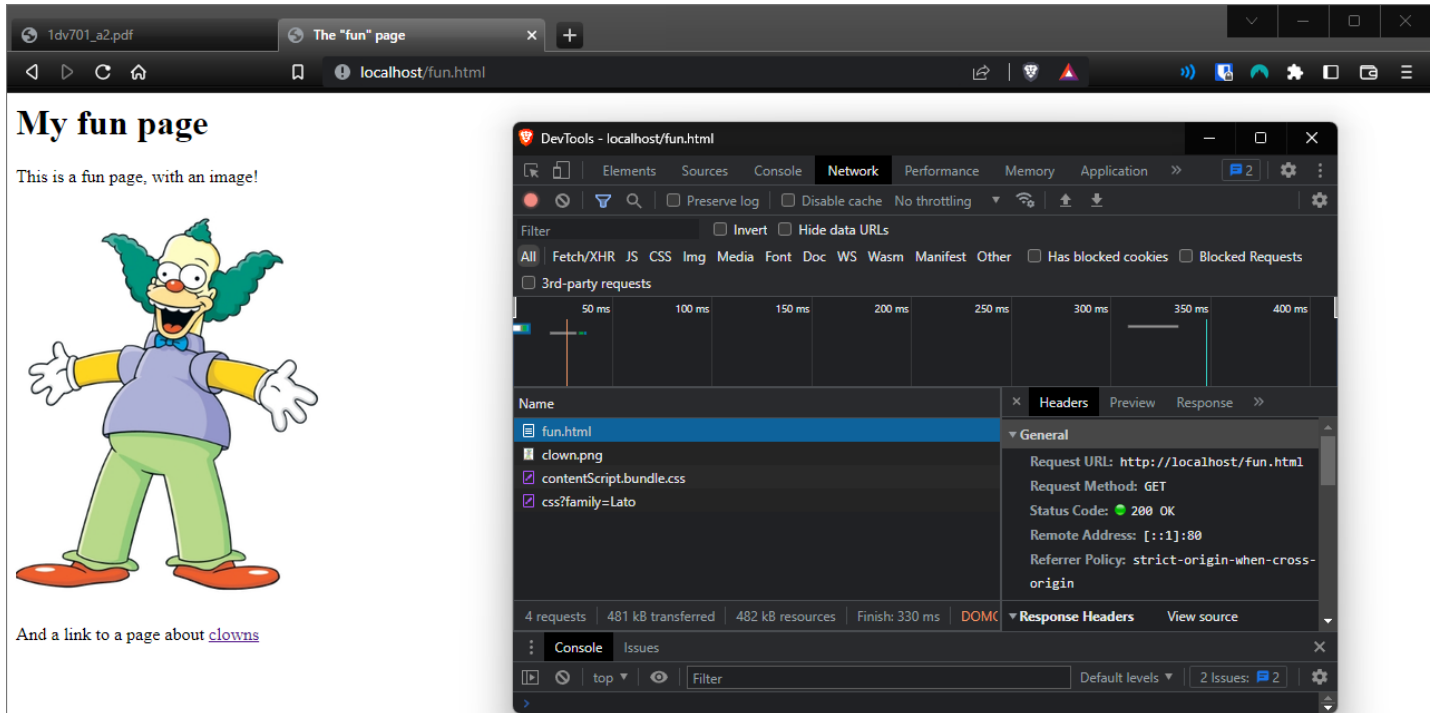 1dv701_a2.pdf
The "fun" page
localhost/fun.html
My fun page
This is a fun page, with an image!
And a link to a page about clowns
DevTools - localhost/fun.html
Elements Sources Console Network Performance Memory Application 2
Preserve log Disable cache No throttling
Filter Invert Hide data URLs
All Fetch/XHR JS CSS Img Media Font Doc WS Wasm Manifest Other Has blocked cookies Blocked Requests
3rd-party requests
50 ms 100 ms 150 ms 200 ms 250 ms 300 ms 350 ms 400 ms
Name
fun.html
clown.png
contentScript.bundle.css
css?family=Lato
4 requests 481 kB transferred 482 kB resources Finish: 330 ms DOMC
× Headers Preview Response »
General
Request URL: http://localhost/fun.html
Request Method: GET
Status Code: 200 OK
Remote Address: [::1]:80
Referrer Policy: strict-origin-when-cross-
origin
Response Headers View source
Console Issues
top Filter Default levels 2 Issues: 2